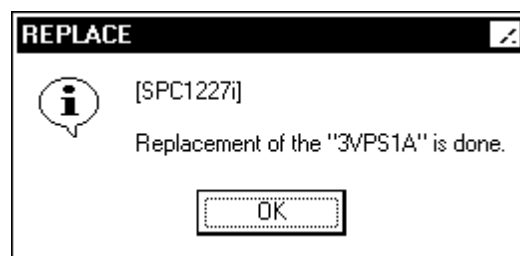 REPLACE
[SPC1227i]
Replacement of the "3VPS1A" is done.
OK